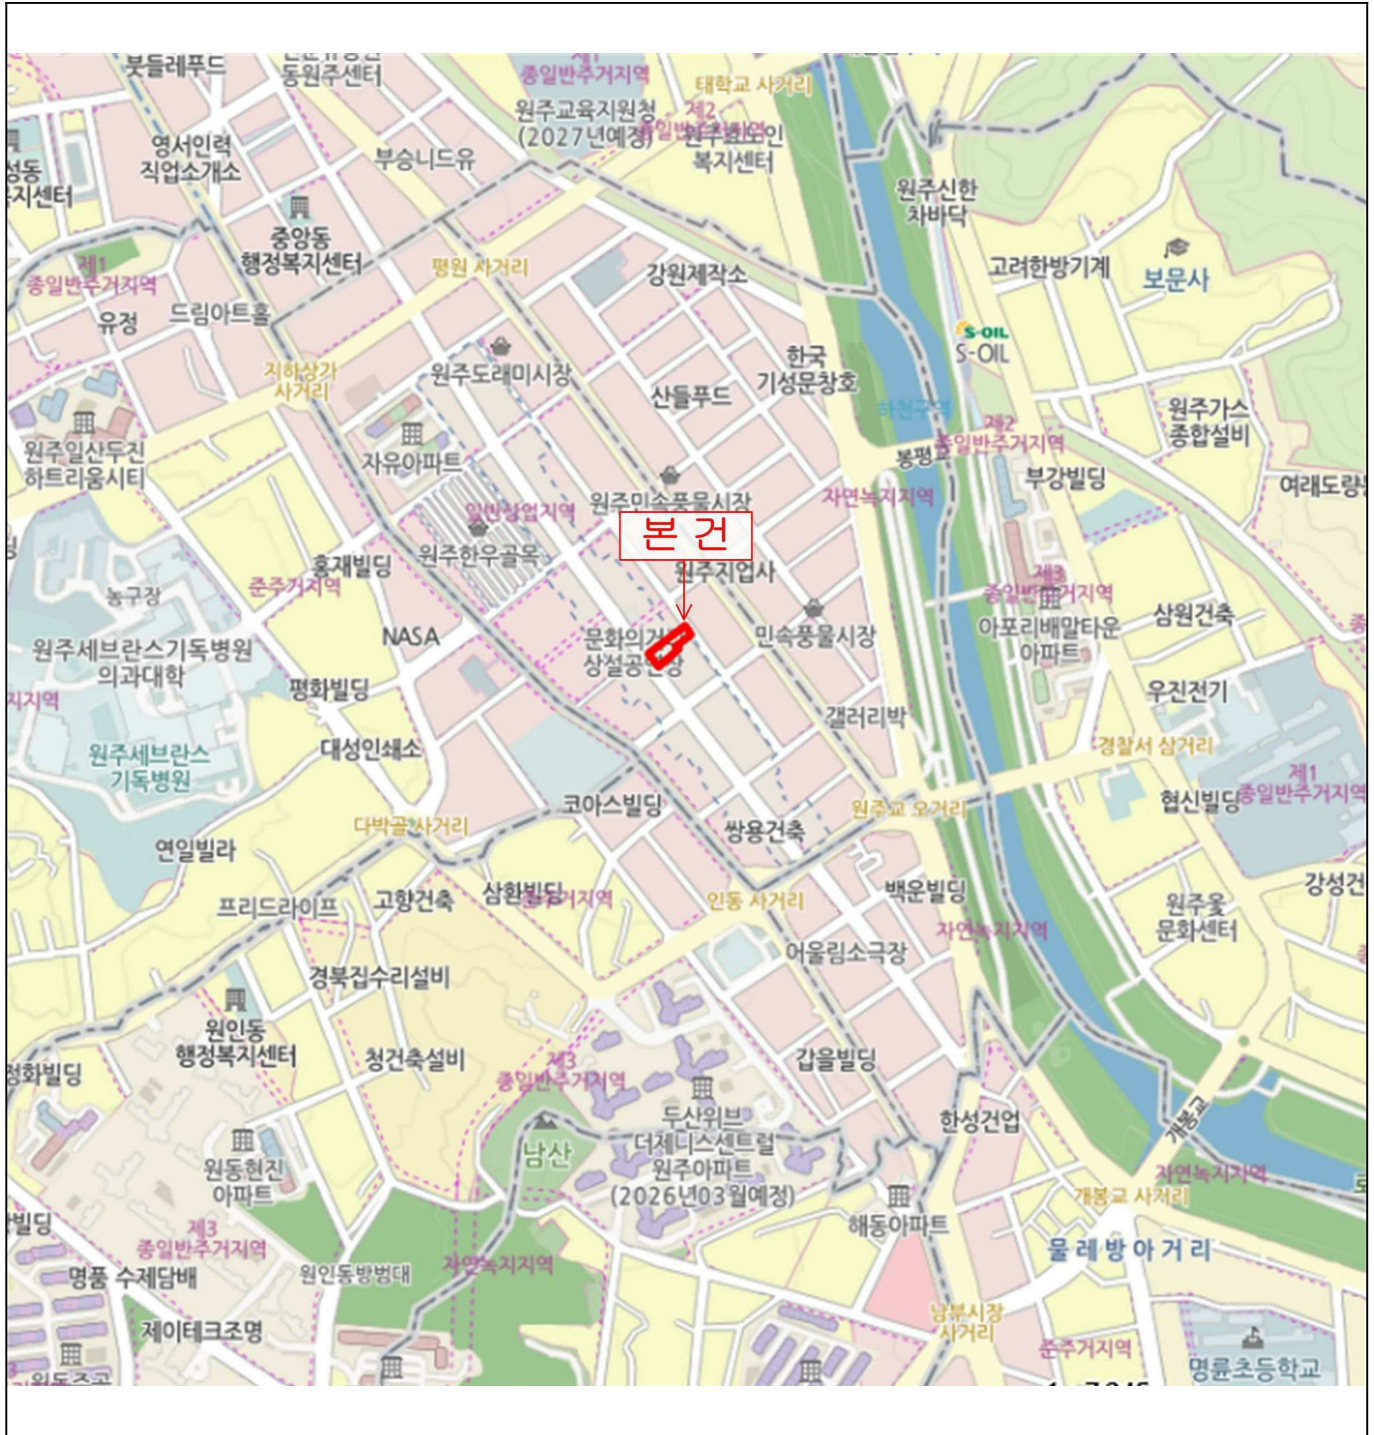 붓들레푸드
동원주센터
종일반주거지역
태학교 사거리
원주교육지원청
(2027년예정)
제2
복지센터
영서인력
직업소개소
부승니드유
원주신한
차바닥
중앙동
행정복지센터
평원 사거리
강원제작소
고려한방기계
보문사
제1
종일반주거지역
드림아트홀
유정
S-OIL
S-OIL
지하상가
사거리
원주도래미시장
한국
기성문창호
산들푸드
하천구역
제2
종일반주거지역
원주가스
종합설비
원주일산두진
하트리움시티
자유아파트
봉평교
부강빌딩
원주민속풍물시장
자연녹지지역
일반상업지역
본 건
원주한우골목
홍재빌딩
준주거지역
원주지업사
농구장
제3
종일반주거지역
삼원건축
NASA
민속풍물시장
아포리배말타운
아파트
원주세브란스기독병원
의과대학
평화빌딩
우진전기
갤러리박
대성인쇄소
경찰서 삼거리
원주세브란스
기독병원
제1
종일반주거지역
코아스빌딩
원주교 오거리
협신빌딩
다박골 사거리
쌍용건축
연일빌라
삼환빌딩
백운빌딩
프리드라이프
고향건축
인동 사거리
원주옻
문화센터
자연녹지지역
어울림소극장
경북집수리설비
원인동
행정복지센터
청건축설비
제3
종일반주거지역
갑을빌딩
정화빌딩
두산위브
더제니스센트럴
원주아파트
(2026년03월예정)
한성건업
개봉교
남산
원동현진
아파트
자연녹지지역
개봉교 사거리
해동아파트
제3
종일반주거지역
물레방아거리
명품 수제담배
원인동방범대
자연녹지지역
제이테크조명
남부시장
사거리
준주거지역
명륜초등학교